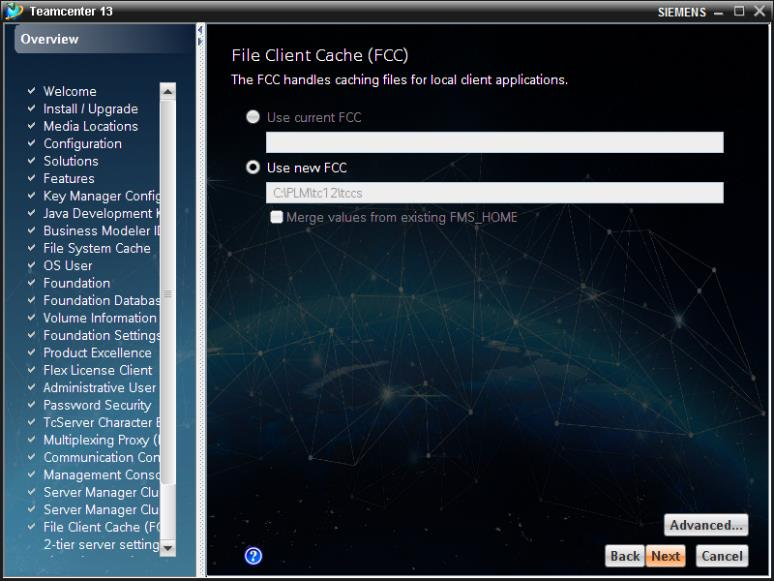 Teamcenter 13
SIEMENS
Overview
Welcome
Install / Upgrade
Media Locations
Configuration
Solutions
Features
Key Manager Config
Java Development K
Business Modeler ID
File System Cache
OS User
Foundation
Foundation Databas
Volume Information
Foundation Settings
Product Excellence
Flex License Client
Administrative User
Password Security
TcServer Character E
Multiplexing Proxy (
Communication Con
Management Conso
Server Manager Clu
Server Manager Clu
File Client Cache (FC
2-tier server setting
File Client Cache (FCC)
The FCC handles caching files for local client applications.
Use current FCC
Use new FCC
C:\PLM\tc12\tccs
Merge values from existing FMS_HOME
Advanced...
?
Back Next Cancel